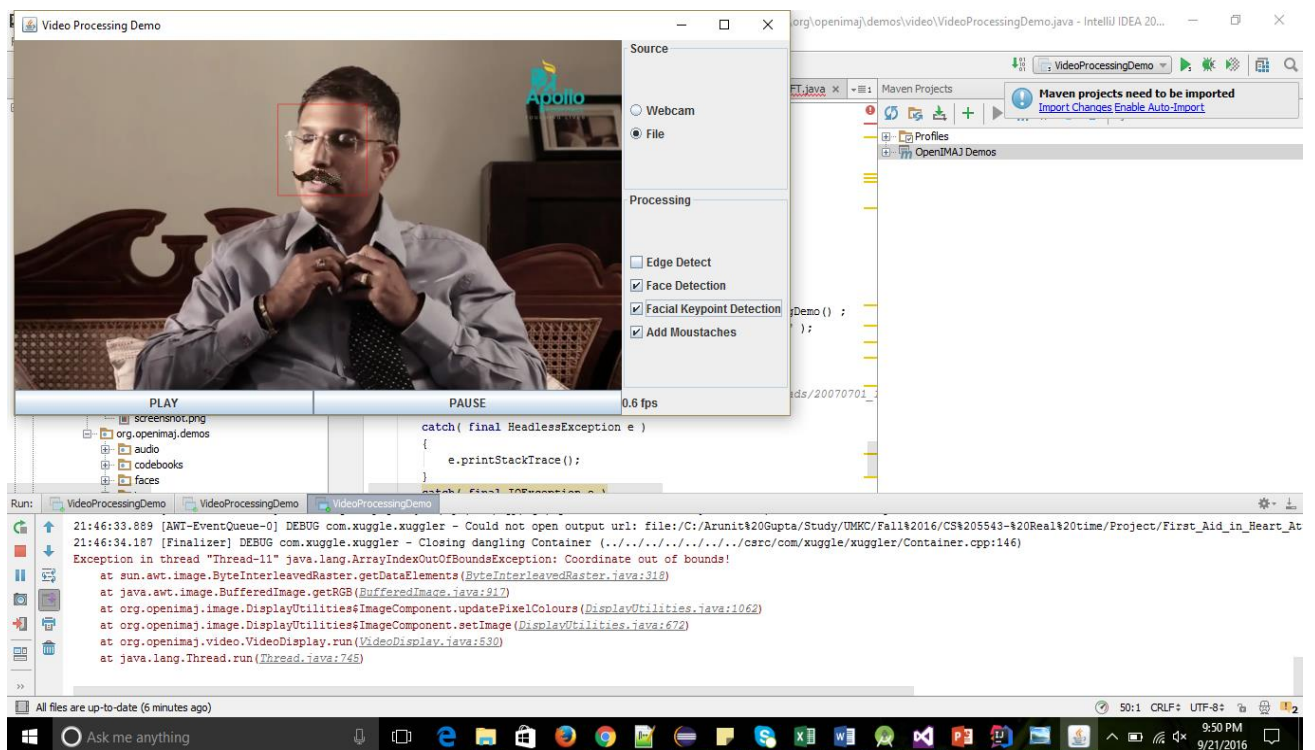 Video Processing Demo
org\openimaj\demos\video\VideoProcessingDemo.java - IntelliJ IDEA 20...
Apollo
Source
Webcam
File
Processing
Edge Detect
Face Detection
Facial Keypoint Detection
Add Moustaches
PLAY
PAUSE
0.6 fps
VideoProcessingDemo
FT.java
Maven Projects
Maven projects need to be imported
Import Changes Enable Auto-Import
Profiles
OpenIMAJ Demos
gDemo() ;
' );
ads/20070701_1
screenshot.png
org.openimaj.demos
audio
codebooks
faces
catch( final HeadlessException e )
{
e.printStackTrace();
}
catch( final IOException e )
Run: VideoProcessingDemo VideoProcessingDemo VideoProcessingDemo
21:46:33.889 [AWT-EventQueue-0] DEBUG com.xuggle.xuggler - Could not open output url: file:/C:/Arunit%20Gupta/Study/UMKC/Fall%2016/CS%205543-%20Real%20time/Project/First_Aid_in_Heart_At
21:46:34.187 [Finalizer] DEBUG com.xuggle.xuggler - Closing dangling Container (../../../../../../../csrc/com/xuggle/xuggler/Container.cpp:146)
Exception in thread "Thread-11" java.lang.ArrayIndexOutOfBoundsException: Coordinate out of bounds!
at sun.awt.image.ByteInterleavedRaster.getDataElements(ByteInterleavedRaster.java:318)
at java.awt.image.BufferedImage.getRGB(BufferedImage.java:917)
at org.openimaj.image.DisplayUtilities$ImageComponent.updatePixelColours(DisplayUtilities.java:1062)
at org.openimaj.image.DisplayUtilities$ImageComponent.setImage(DisplayUtilities.java:672)
at org.openimaj.video.VideoDisplay.run(VideoDisplay.java:530)
at java.lang.Thread.run(Thread.java:745)
All files are up-to-date (6 minutes ago)
50:1 CRLF UTF-8
Ask me anything
9:50 PM
9/21/2016